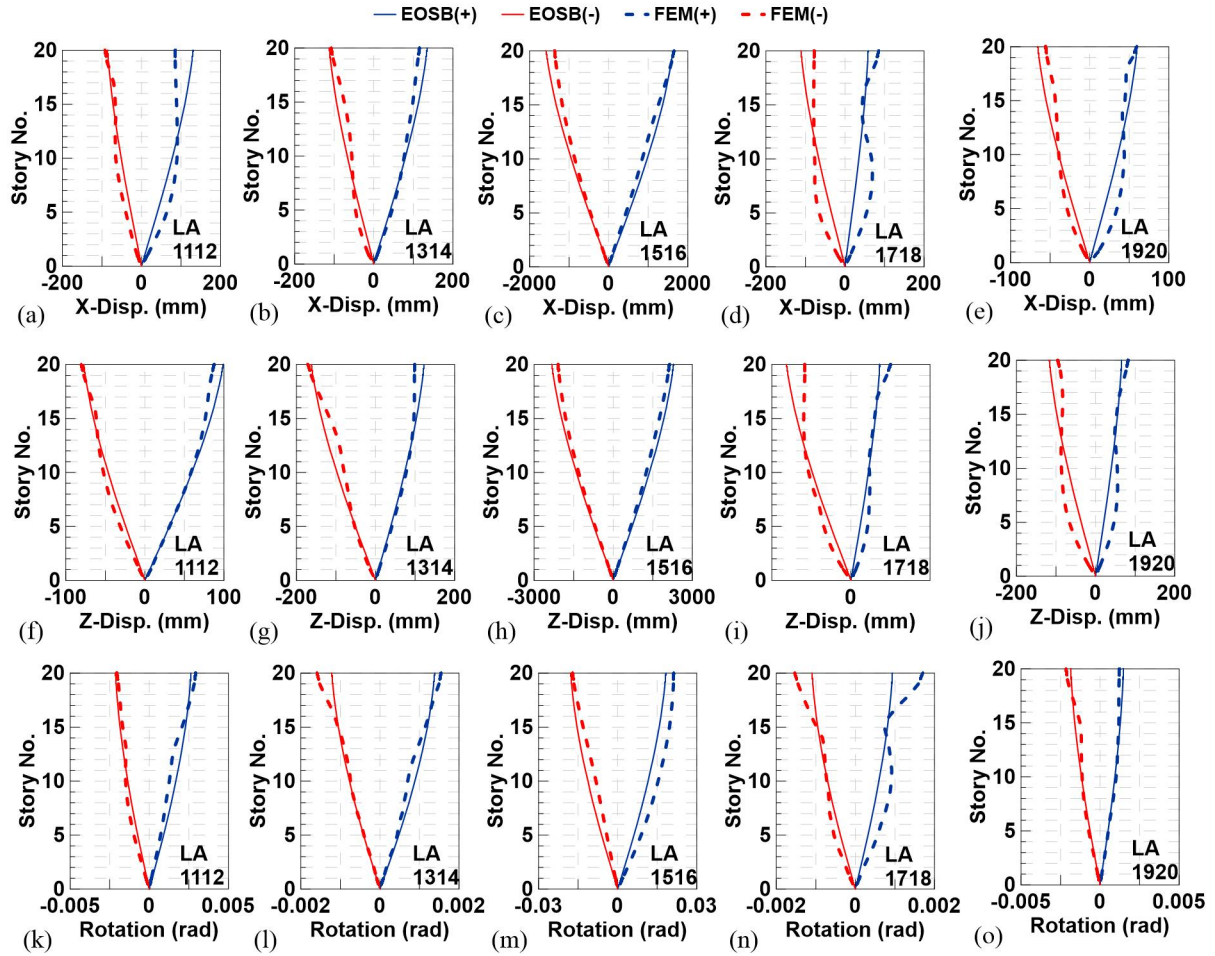 EOSB(+) EOSB(-) FEM(+) FEM(-)
20 15 10 5 0 Story No. LA 1112 -200 0 200 X-Disp. (mm) (a)
20 15 10 5 0 Story No. LA 1314 -200 0 200 X-Disp. (mm) (b)
20 15 10 5 0 Story No. LA 1516 -2000 0 2000 X-Disp. (mm) (c)
20 15 10 5 0 Story No. LA 1718 -200 0 200 X-Disp. (mm) (d)
20 15 10 5 0 Story No. LA 1920 -100 0 100 X-Disp. (mm) (e)
20 15 10 5 0 Story No. LA 1112 -100 0 100 Z-Disp. (mm) (f)
20 15 10 5 0 Story No. LA 1314 -200 0 200 Z-Disp. (mm) (g)
20 15 10 5 0 Story No. LA 1516 -3000 0 3000 Z-Disp. (mm) (h)
20 15 10 5 0 Story No. LA 1718 0 Z-Disp. (mm) (i)
20 15 10 5 0 Story No. LA 1920 -200 0 200 Z-Disp. (mm) (j)
20 15 10 5 0 Story No. LA 1112 -0.005 0 0.005 Rotation (rad) (k)
20 15 10 5 0 Story No. LA 1314 -0.002 0 0.002 Rotation (rad) (l)
20 15 10 5 0 Story No. LA 1516 -0.03 0 0.03 Rotation (rad) (m)
20 15 10 5 0 Story No. LA 1718 -0.002 0 0.002 Rotation (rad) (n)
20 15 10 5 0 Story No. LA 1920 -0.005 0 0.005 Rotation (rad) (o)